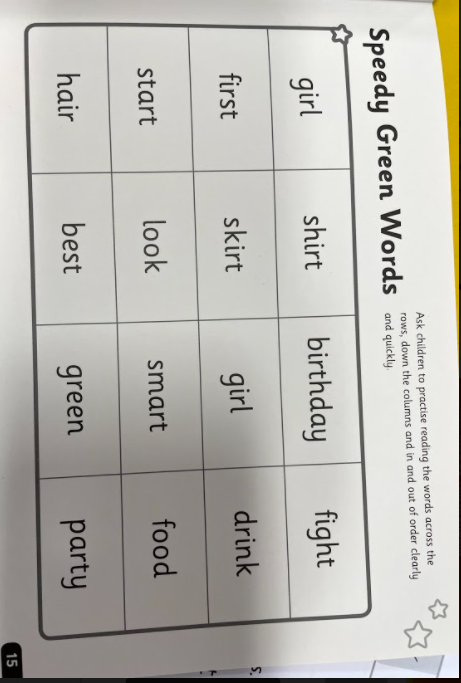 Speedy Green Words
Ask children to practise reading the words across the
rows, down the columns and in and out of order clearly
and quickly.
girl shirt birthday fight
first skirt girl drink
start look smart food
hair best green party
15